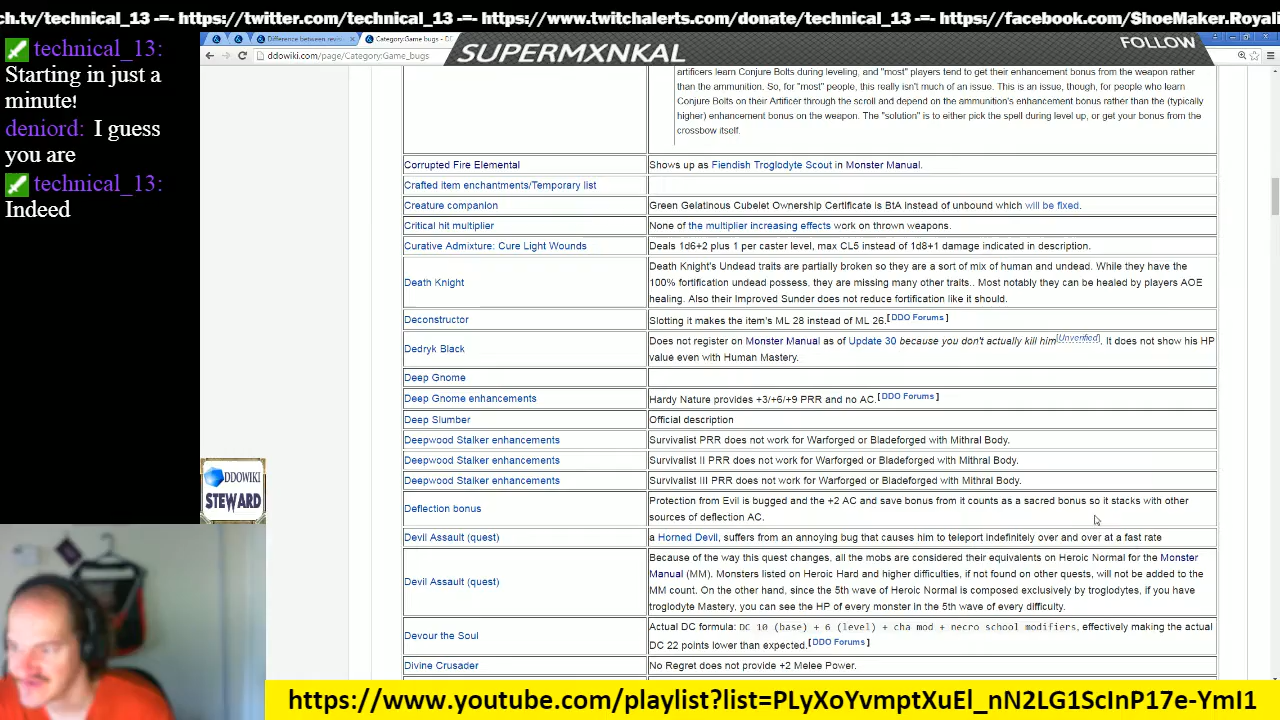 ch.tv/technical_13 -=- https://twitter.com/technical_13 -=- https://www.twitchalerts.com/donate/technical_13 -=- https://facebook.com/ShoeMaker.Royali
technical_13:
Starting in just a
minute!
deniord: I guess
you are
technical_13:
Indeed
Difference between revis
Category:Game bugs - DD
SUPERMXNKAL
FOLLOW
ddowiki.com/page/Category:Game_bugs
artificers learn Conjure Bolts during leveling, and "most" players tend to get their enhancement bonus from the weapon rather
than the ammunition. So, for "most" people, this really isn't much of an issue. This is an issue, though, for people who learn
Conjure Bolts on their Artificer through the scroll and depend on the ammunition's enhancement bonus rather than the (typically
higher) enhancement bonus on the weapon. The "solution" is to either pick the spell during level up, or get your bonus from the
crossbow itself.
Corrupted Fire Elemental Shows up as Fiendish Troglodyte Scout in Monster Manual.
Crafted item enchantments/Temporary list
Creature companion Green Gelatinous Cubelet Ownership Certificate is BtA instead of unbound which will be fixed.
Critical hit multiplier None of the multiplier increasing effects work on thrown weapons.
Curative Admixture: Cure Light Wounds Deals 1d6+2 plus 1 per caster level, max CL5 instead of 1d8+1 damage indicated in description.
Death Knight's Undead traits are partially broken so they are a sort of mix of human and undead. While they have the
Death Knight 100% fortification undead possess, they are missing many other traits.. Most notably they can be healed by players AOE
healing. Also their Improved Sunder does not reduce fortification like it should.
Deconstructor Slotting it makes the item's ML 28 instead of ML 26.[DDO Forums]
Dedryk Black Does not register on Monster Manual as of Update 30 because you don't actually kill him[Unverified]. It does not show his HP
value even with Human Mastery.
Deep Gnome
Deep Gnome enhancements Hardy Nature provides +3/+6/+9 PRR and no AC.[DDO Forums]
Deep Slumber Official description
Deepwood Stalker enhancements Survivalist PRR does not work for Warforged or Bladeforged with Mithral Body.
Deepwood Stalker enhancements Survivalist II PRR does not work for Warforged or Bladeforged with Mithral Body.
Deepwood Stalker enhancements Survivalist III PRR does not work for Warforged or Bladeforged with Mithral Body.
Deflection bonus Protection from Evil is bugged and the +2 AC and save bonus from it counts as a sacred bonus so it stacks with other
sources of deflection AC.
Devil Assault (quest) a Horned Devil, suffers from an annoying bug that causes him to teleport indefinitely over and over at a fast rate
Because of the way this quest changes, all the mobs are considered their equivalents on Heroic Normal for the Monster
Devil Assault (quest) Manual (MM). Monsters listed on Heroic Hard and higher difficulties, if not found on other quests, will not be added to the
MM count. On the other hand, since the 5th wave of Heroic Normal is composed exclusively by troglodytes, if you have
troglodyte Mastery, you can see the HP of every monster in the 5th wave of every difficulty.
Devour the Soul Actual DC formula: DC 10 (base) + 6 (level) + cha mod + necro school modifiers, effectively making the actual
DC 22 points lower than expected.[DDO Forums]
Divine Crusader No Regret does not provide +2 Melee Power.
DDOWIKI
STEWARD
https://www.youtube.com/playlist?list=PLyXoYvmptXuEl_nN2LG1ScInP17e-YmI1